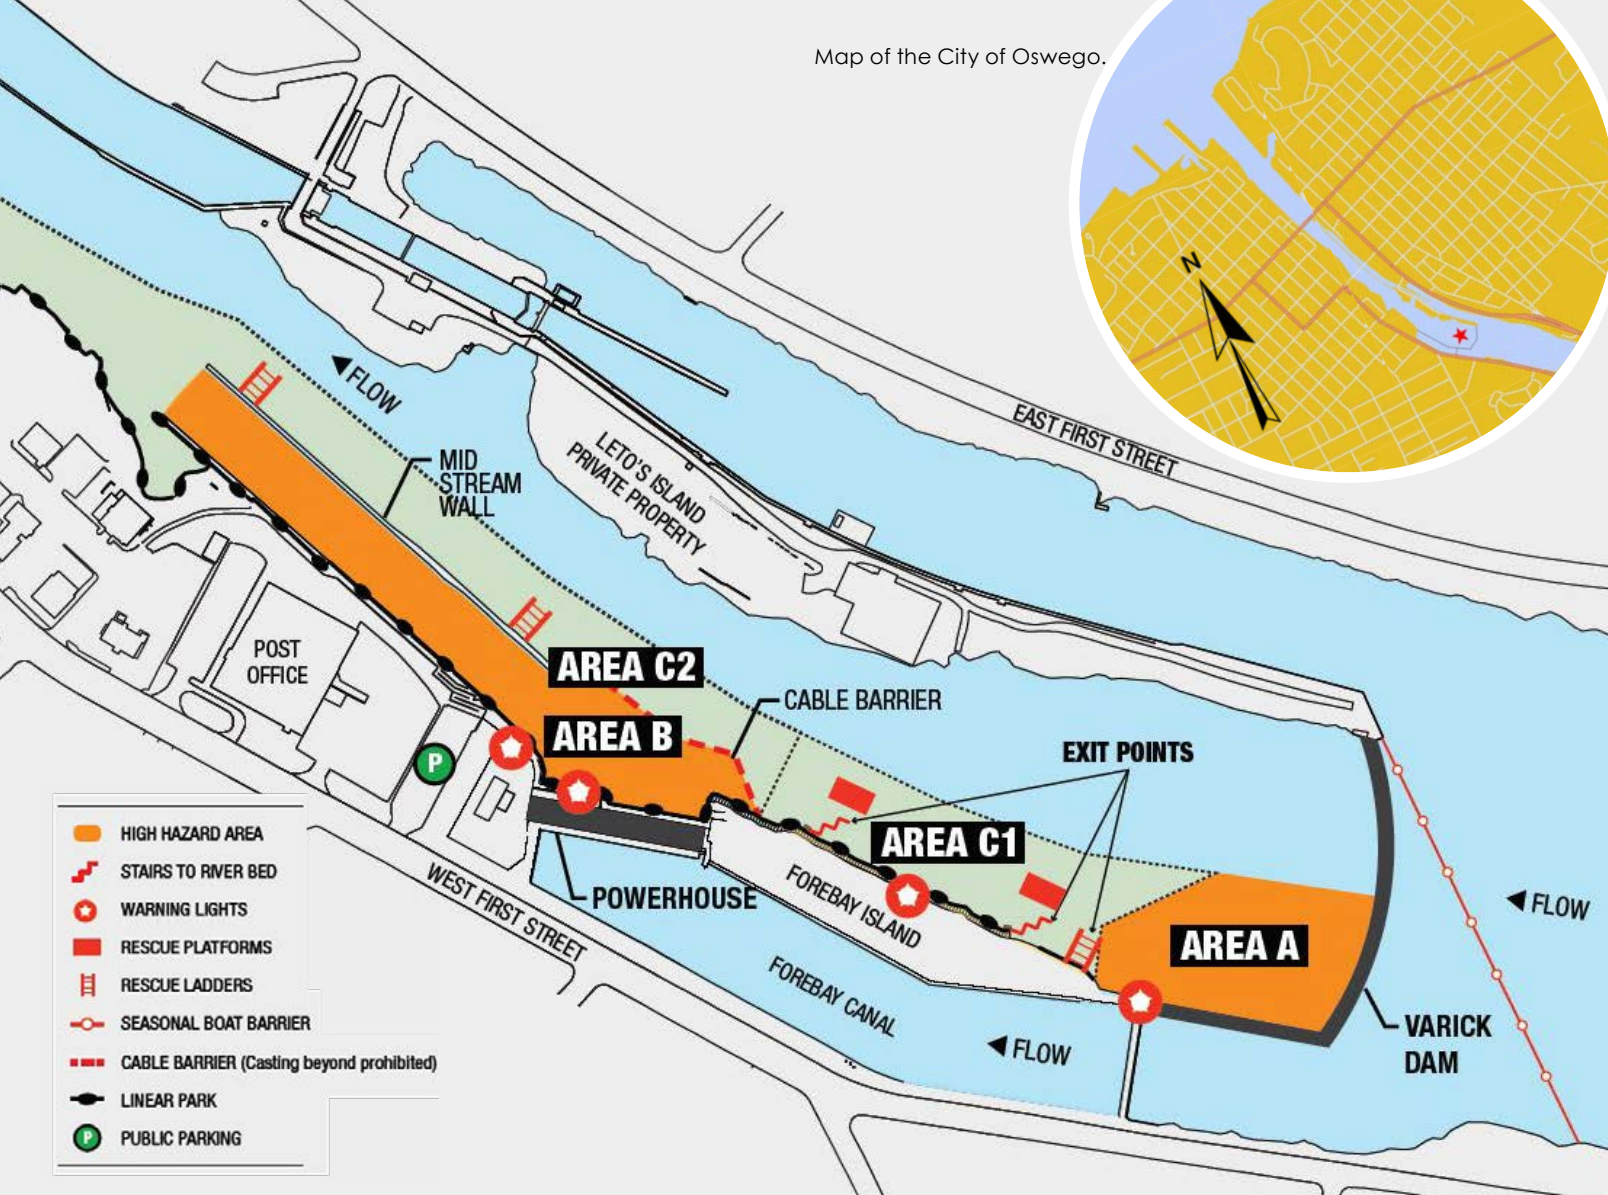 Map of the City of Oswego.
N
EAST FIRST STREET
FLOW
MID
STREAM
WALL
LETO'S ISLAND
PRIVATE PROPERTY
POST
OFFICE
AREA C2
CABLE BARRIER
AREA B
EXIT POINTS
P
AREA C1
POWERHOUSE
FOREBAY ISLAND
WEST FIRST STREET
FOREBAY CANAL
FLOW
AREA A
FLOW
VARICK
DAM
HIGH HAZARD AREA
STAIRS TO RIVER BED
WARNING LIGHTS
RESCUE PLATFORMS
RESCUE LADDERS
SEASONAL BOAT BARRIER
CABLE BARRIER (Casting beyond prohibited)
LINEAR PARK
P PUBLIC PARKING